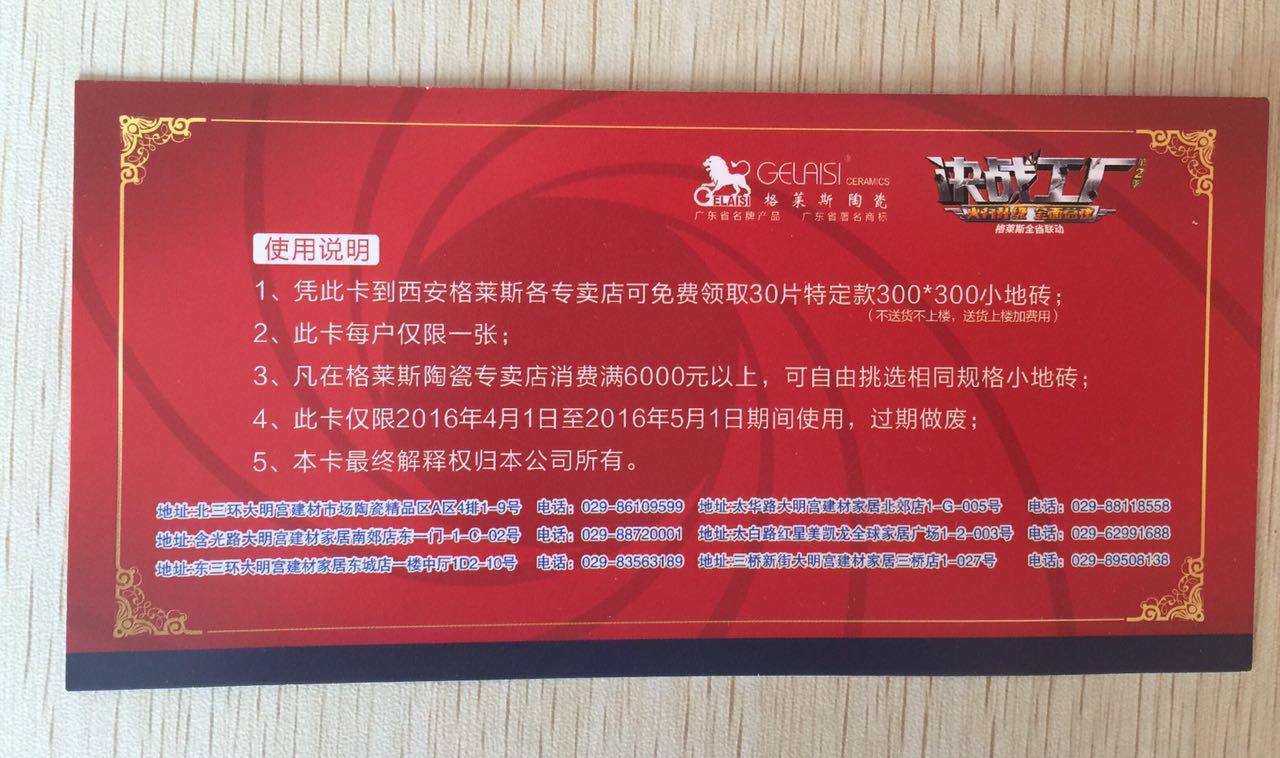 GELAISI CERAMICS
GELAISI 格莱斯陶瓷
广东省名牌产品 广东省著名商标
决战工厂 第2季
火力升级 全面奋战
格莱斯全省联动
使用说明
1、凭此卡到西安格莱斯各专卖店可免费领取30片特定款300*300小地砖；
（不送货不上楼，送货上楼加费用）
2、此卡每户仅限一张；
3、凡在格莱斯陶瓷专卖店消费满6000元以上，可自由挑选相同规格小地砖；
4、此卡仅限2016年4月1日至2016年5月1日期间使用，过期做废；
5、本卡最终解释权归本公司所有。
地址:北三环大明宫建材市场陶瓷精品区A区4排1-9号 电话：029-86109599 地址:太华路大明宫建材家居北郊店1-G-005号 电话：029-88118558
地址:含光路大明宫建材家居南郊店东一门-1-C-02号 电话：029-88720001 地址:太白路红星美凯龙全球家居广场1-2-003号 电话：029-62991688
地址:东三环大明宫建材家居东城店一楼中厅1D2-10号 电话：029-83563189 地址:三桥新街大明宫建材家居三桥店1-027号 电话：029-89508138